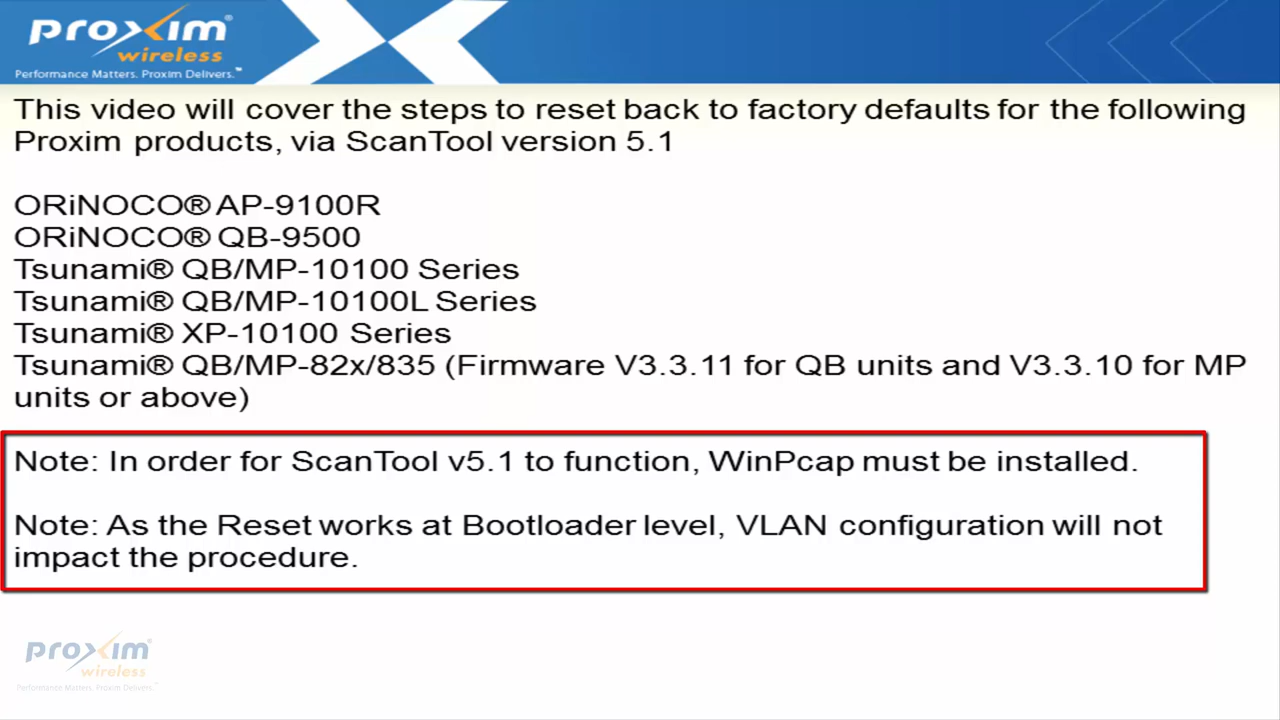 proxim®
wireless
Performance Matters. Proxim Delivers.™
This video will cover the steps to reset back to factory defaults for the following
Proxim products, via ScanTool version 5.1
ORiNOCO® AP-9100R
ORiNOCO® QB-9500
Tsunami® QB/MP-10100 Series
Tsunami® QB/MP-10100L Series
Tsunami® XP-10100 Series
Tsunami® QB/MP-82x/835 (Firmware V3.3.11 for QB units and V3.3.10 for MP
units or above)
Note: In order for ScanTool v5.1 to function, WinPcap must be installed.
Note: As the Reset works at Bootloader level, VLAN configuration will not
impact the procedure.
proxim®
wireless
Performance Matters. Proxim Delivers.™